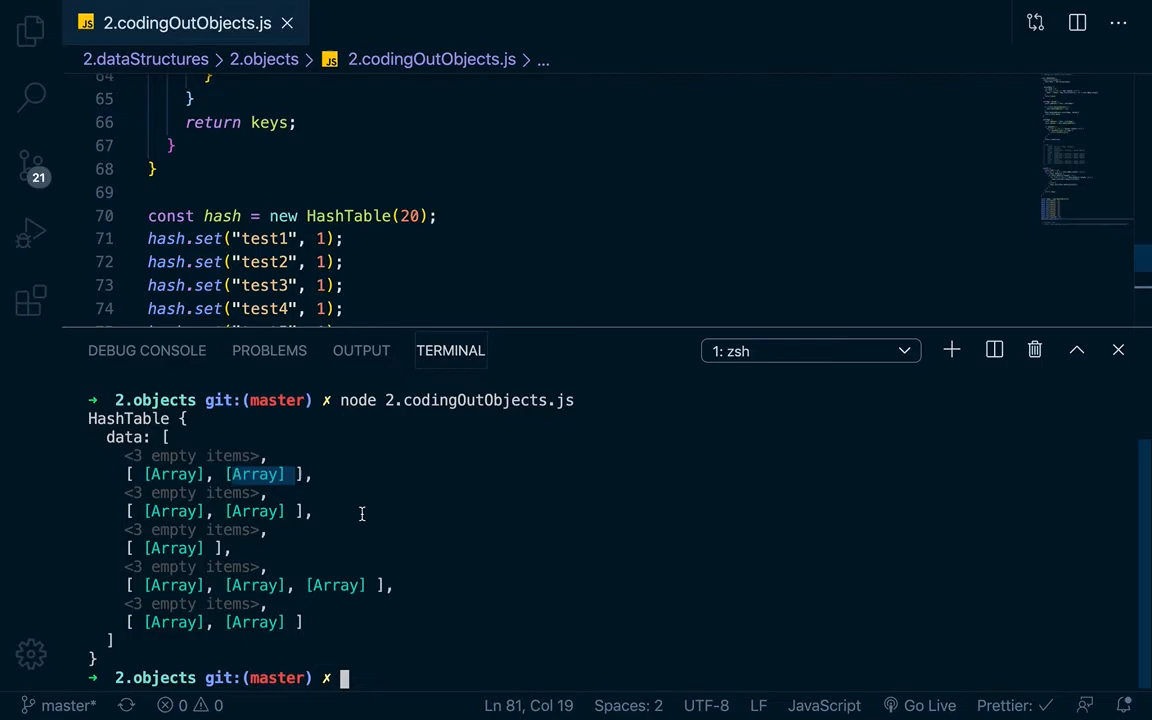 JS 2.codingOutObjects.js
2.dataStructures > 2.objects > JS 2.codingOutObjects.js > ...
64 }
65 }
66 return keys;
67 }
68 }
69
70 const hash = new HashTable(20);
71 hash.set("test1", 1);
72 hash.set("test2", 1);
73 hash.set("test3", 1);
74 hash.set("test4", 1);
21
DEBUG CONSOLE PROBLEMS OUTPUT TERMINAL 1: zsh
➜ 2.objects git:(master) ✗ node 2.codingOutObjects.js
HashTable {
data: [
<3 empty items>,
[ [Array], [Array] ],
<3 empty items>,
[ [Array], [Array] ],
<3 empty items>,
[ [Array] ],
<3 empty items>,
[ [Array], [Array], [Array] ],
<3 empty items>,
[ [Array], [Array] ]
]
}
➜ 2.objects git:(master) ✗
master* 0 0 Ln 81, Col 19 Spaces: 2 UTF-8 LF JavaScript Go Live Prettier: ✓